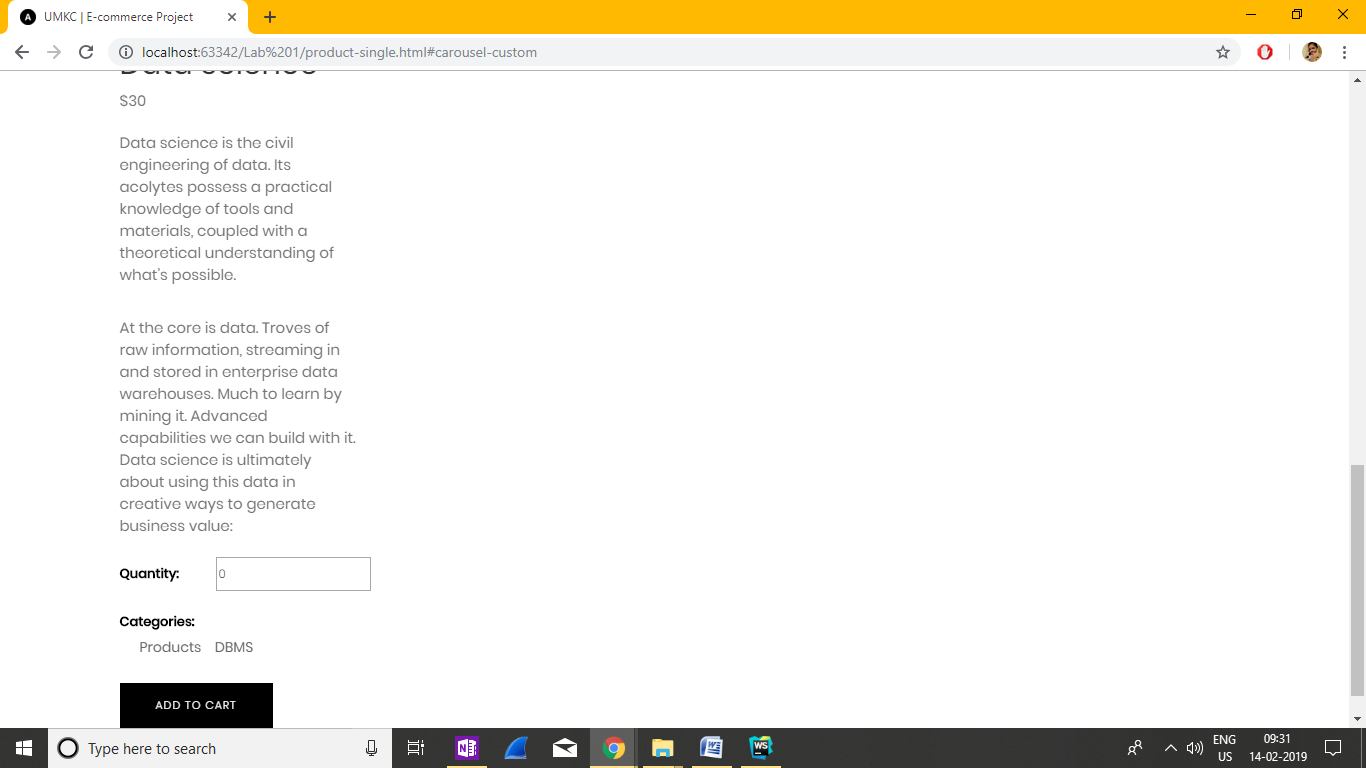 UMKC | E-commerce Project
localhost:63342/Lab%201/product-single.html#carousel-custom
Data science
$30
Data science is the civil
engineering of data. Its
acolytes possess a practical
knowledge of tools and
materials, coupled with a
theoretical understanding of
what's possible.
At the core is data. Troves of
raw information, streaming in
and stored in enterprise data
warehouses. Much to learn by
mining it. Advanced
capabilities we can build with it.
Data science is ultimately
about using this data in
creative ways to generate
business value:
Quantity: 0
Categories:
Products DBMS
ADD TO CART
Type here to search
ENG
US
09:31
14-02-2019